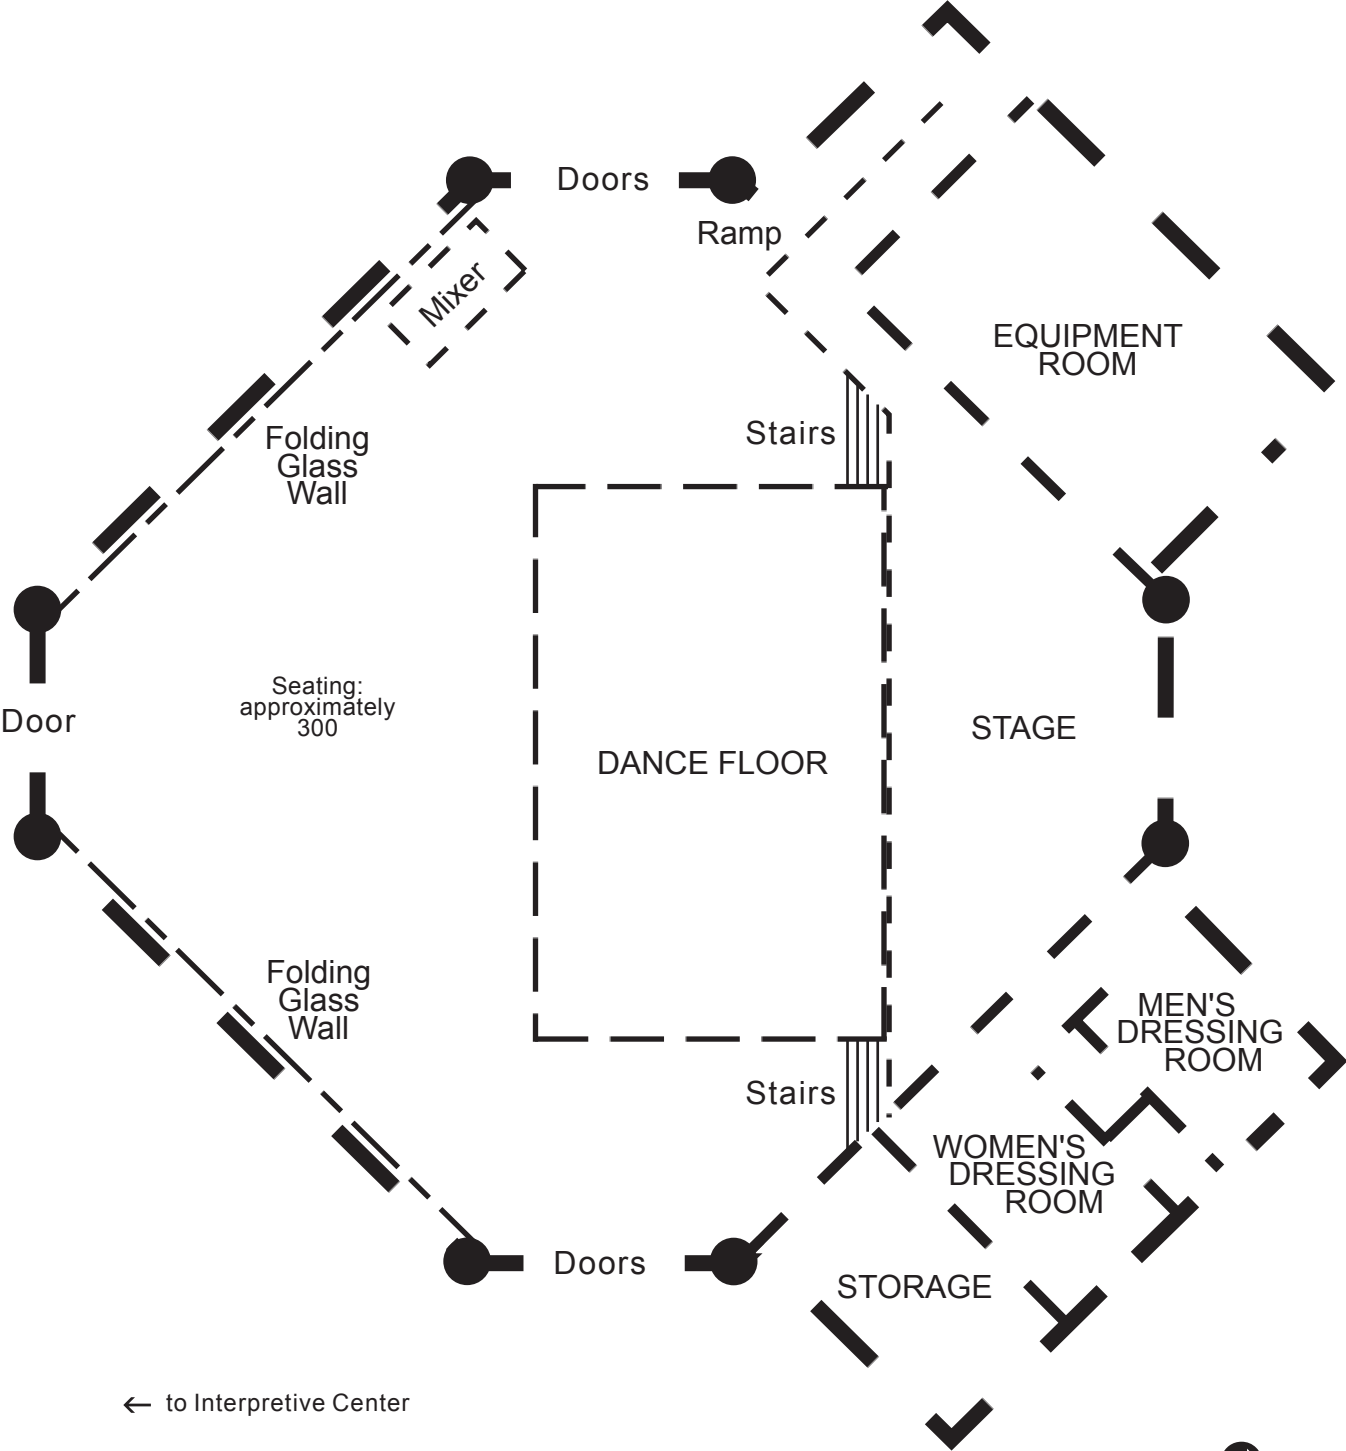 Doors
Ramp
Mixer
EQUIPMENT
ROOM
Stairs
Folding
Glass
Wall
Seating:
approximately
300
Door
DANCE FLOOR
STAGE
Folding
Glass
Wall
MEN'S
DRESSING
ROOM
Stairs
WOMEN'S
DRESSING
ROOM
Doors
STORAGE
← to Interpretive Center